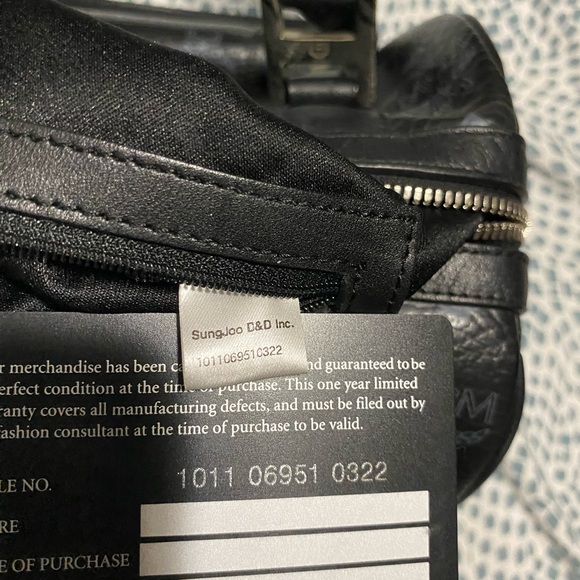 SungJoo D&D Inc.
1011069510322
r merchandise has been ca nd guaranteed to be
erfect condition at the time of purchase. This one year limited
ranty covers all manufacturing defects, and must be filed out by
fashion consultant at the time of purchase to be valid.
LE NO. 1011 06951 0322
RE
E OF PURCHASE
CM